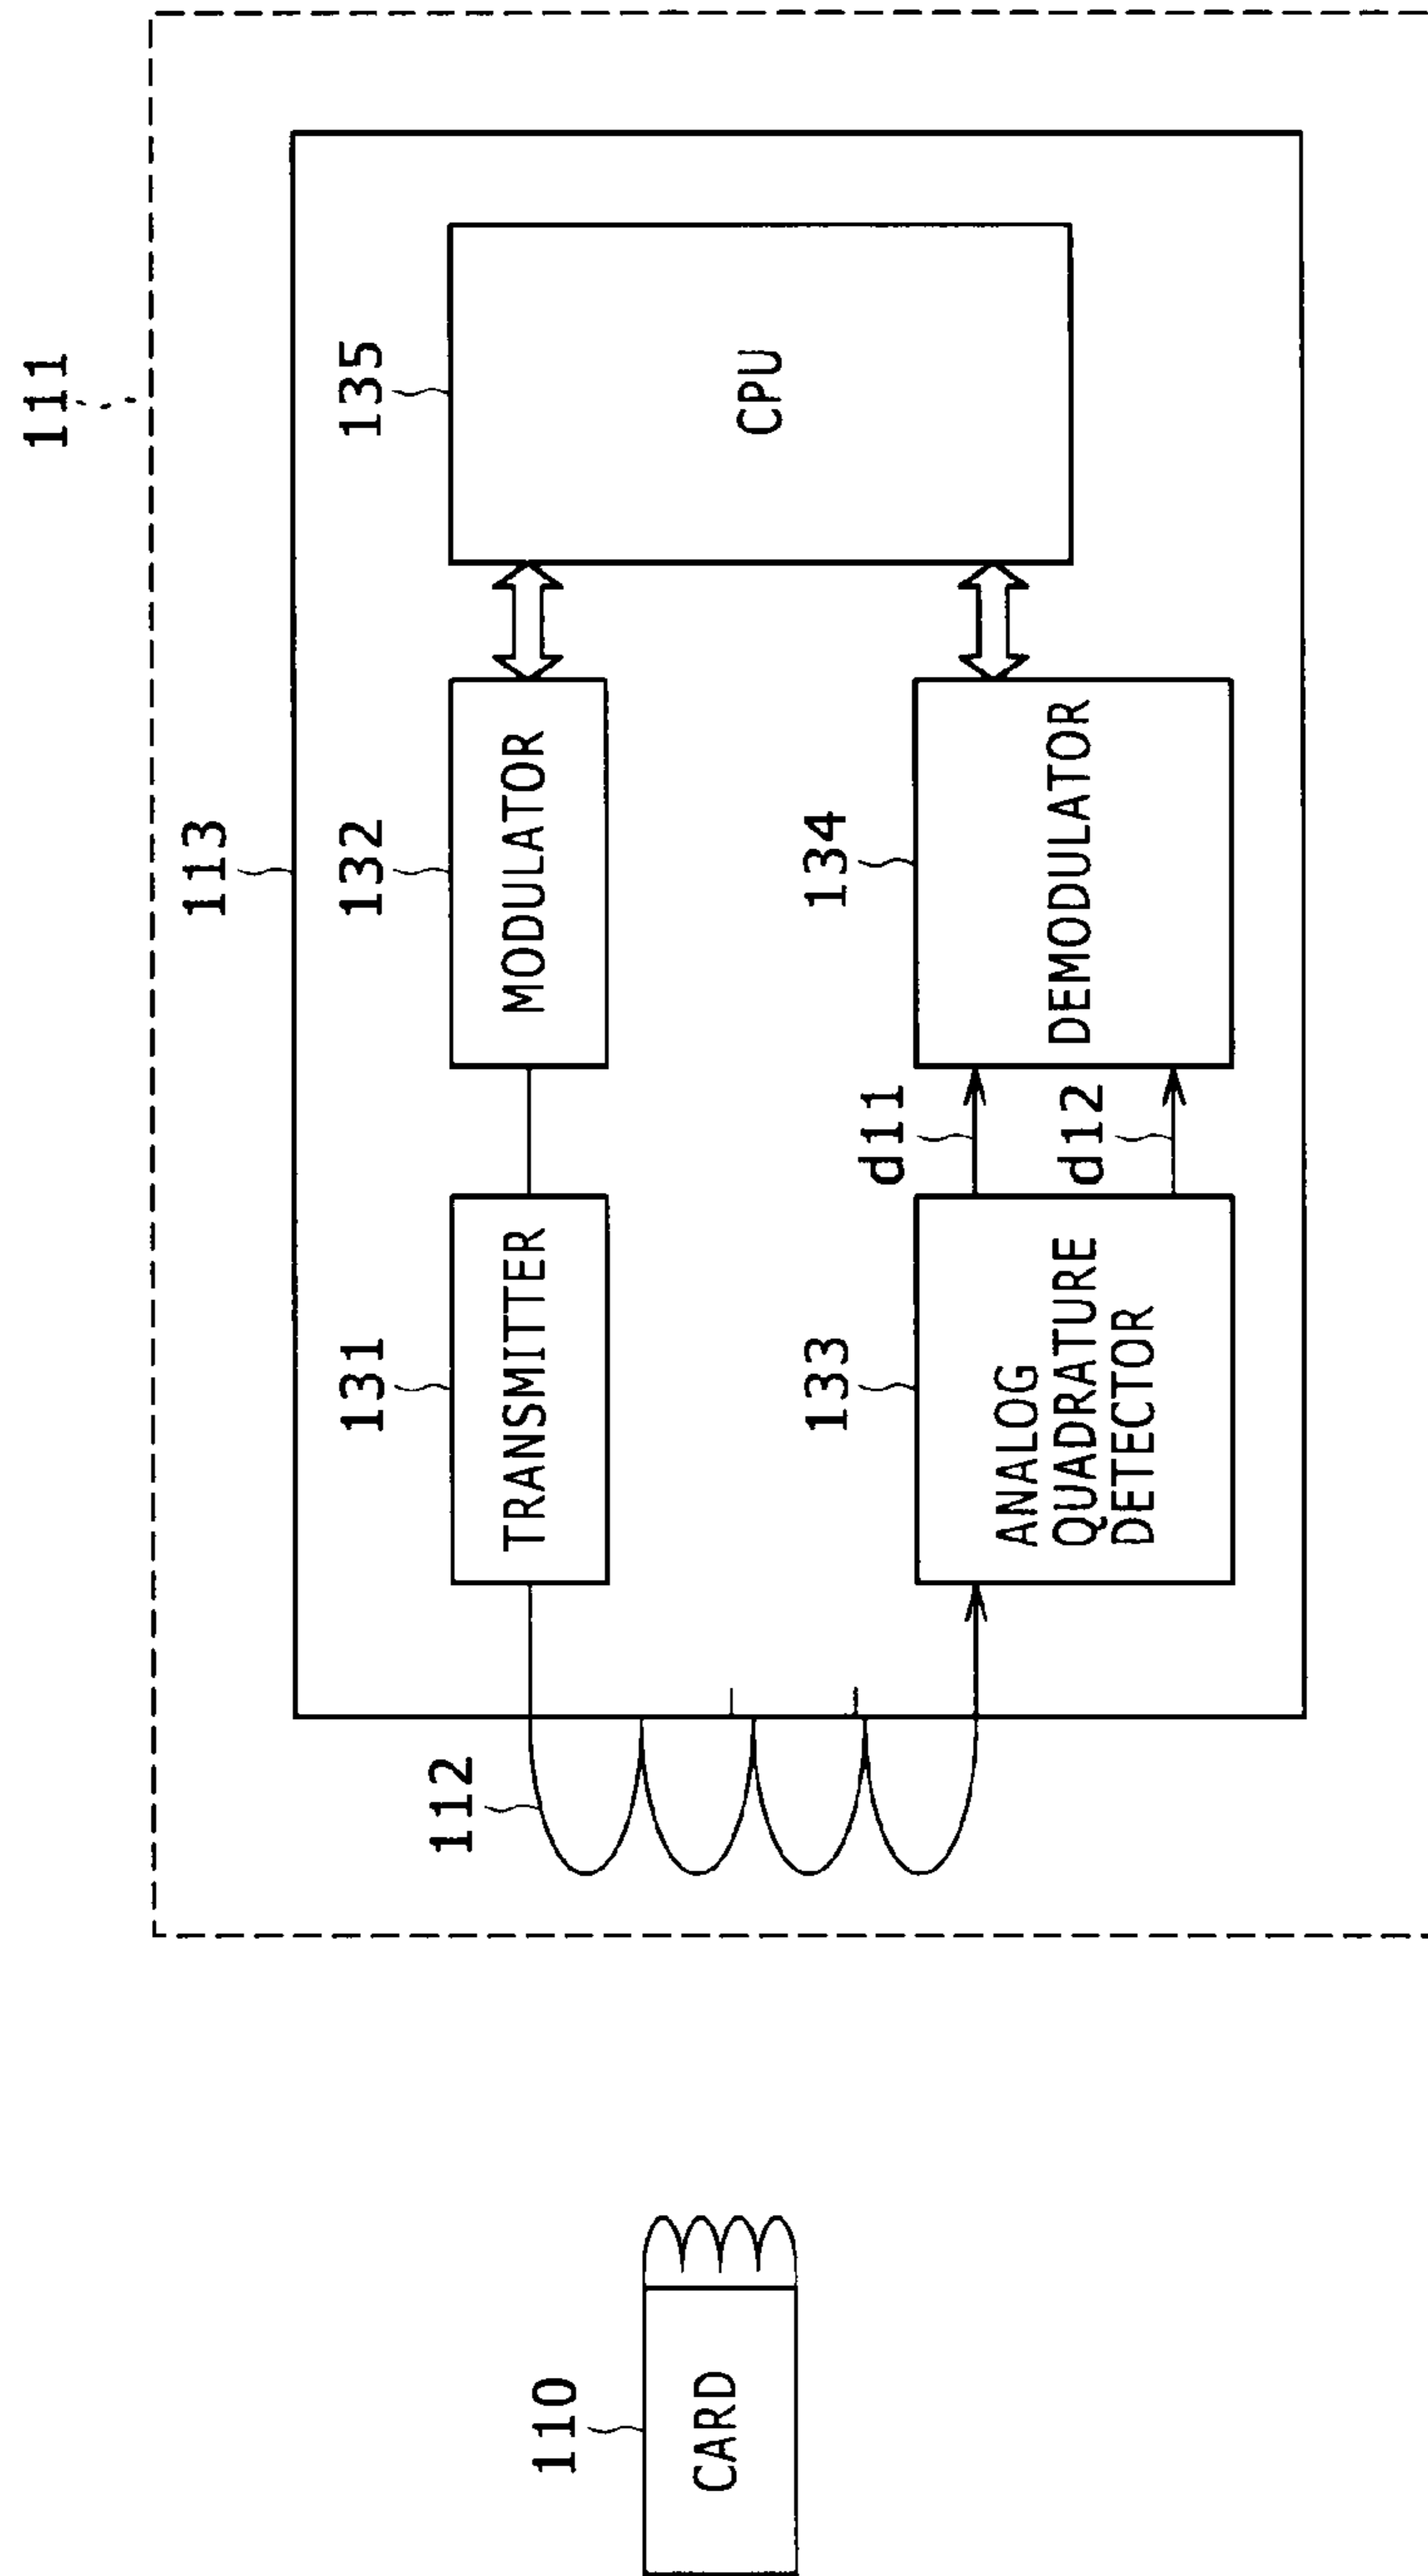 111
113
135
CPU
132
MODULATOR
131
TRANSMITTER
112
134
DEMODULATOR
d11
d12
133
ANALOG
QUADRATURE
DETECTOR
110
CARD